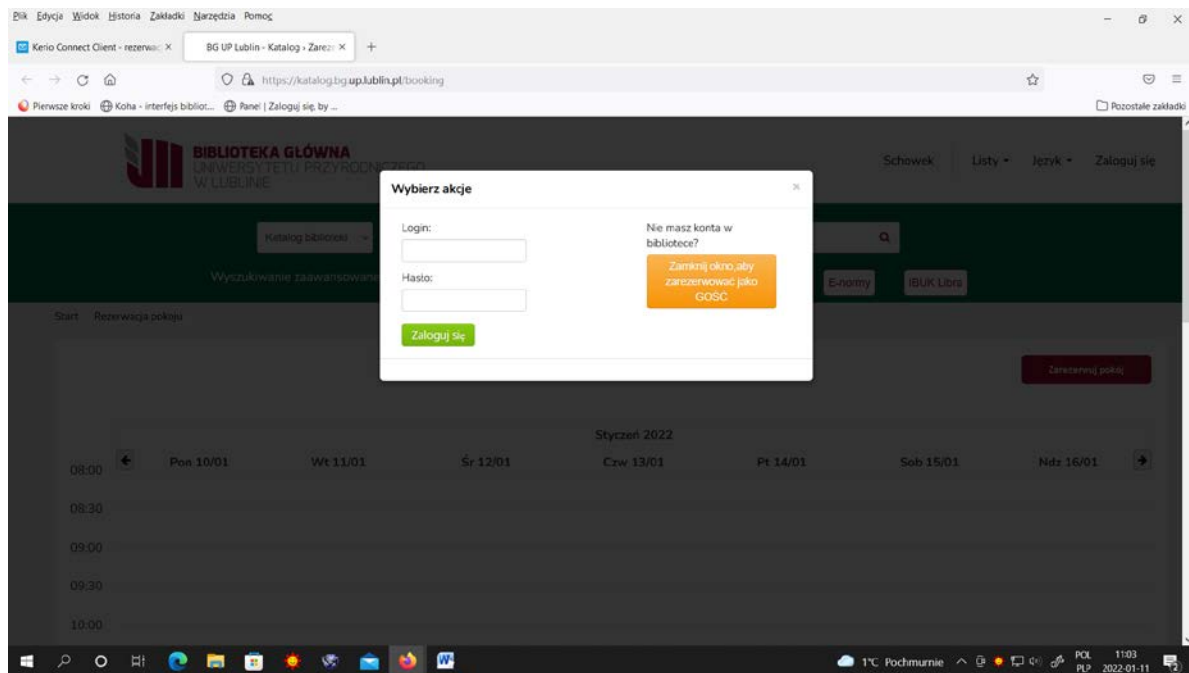 Plik Edycja Widok Historia Zakładki Narzędzia Pomoc
Kerio Connect Client - rezerwac
BG UP Lublin - Katalog › Zarezr
https://katalog.bg.up.lublin.pl/booking
Pierwsze kroki Koha - interfejs bibliot... Panel | Zaloguj się, by ... Pozostałe zakładki
BIBLIOTEKA GŁÓWNA
UNIWERSYTETU PRZYRODNICZEGO
W LUBLINIE
Schowek Listy Język Zaloguj się
Wybierz akcje ×
Login:
Hasło:
Zaloguj się
Nie masz konta w
bibliotece?
Zamknij okno,aby
zarezerwować jako
GOŚĆ
Katalog biblioteki
Wyszukiwanie zaawansowane E-normy IBUK Libra
Start Rezerwacja pokoju
Zarezerwuj pokój
Styczeń 2022
Pon 10/01 Wt 11/01 Śr 12/01 Czw 13/01 Pt 14/01 Sob 15/01 Ndz 16/01
08:00
08:30
09:00
09:30
10:00
1°C Pochmurnie
POL 11:03
PLP 2022-01-11